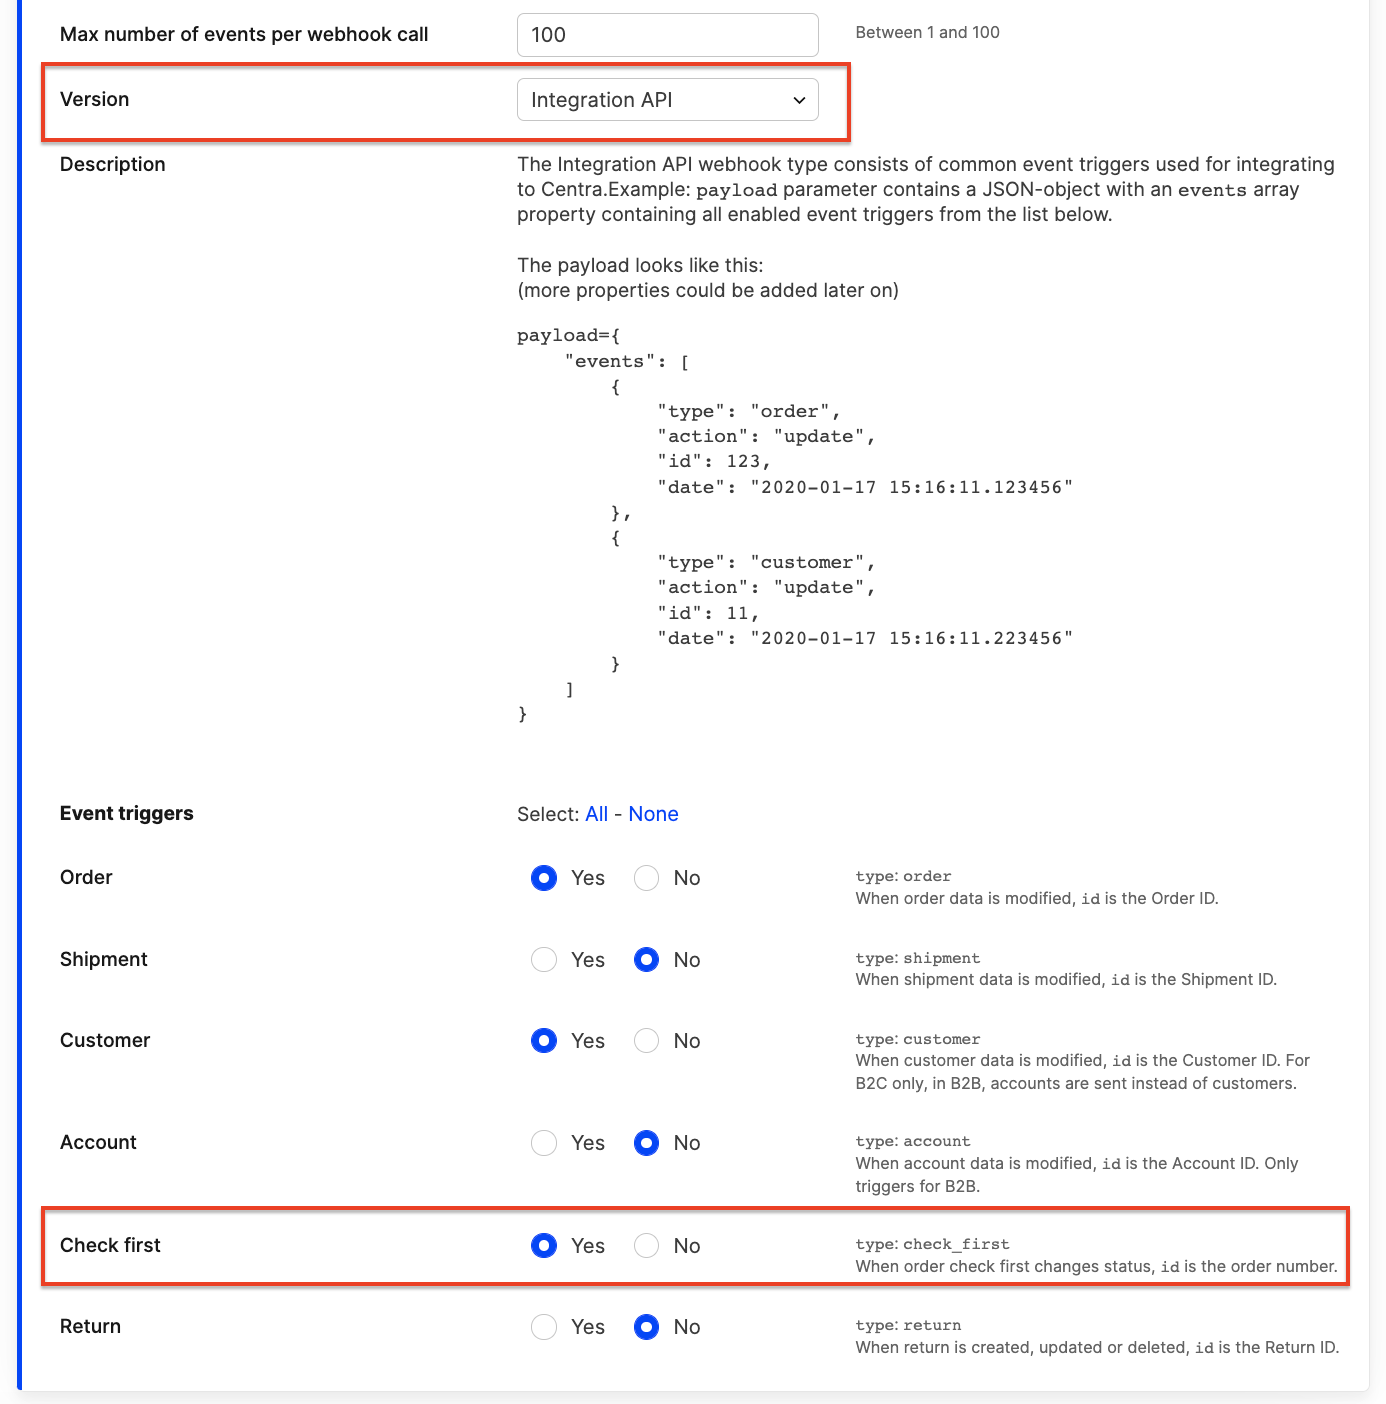 Max number of events per webhook call
100
Between 1 and 100
Version
Integration API
Description
The Integration API webhook type consists of common event triggers used for integrating
to Centra.Example: payload parameter contains a JSON-object with an events array
property containing all enabled event triggers from the list below.
The payload looks like this:
(more properties could be added later on)
payload={
    "events": [
        {
            "type": "order",
            "action": "update",
            "id": 123,
            "date": "2020-01-17 15:16:11.123456"
        },
        {
            "type": "customer",
            "action": "update",
            "id": 11,
            "date": "2020-01-17 15:16:11.223456"
        }
    ]
}
Event triggers
Select: All - None
Order
Yes
No
type: order
When order data is modified, id is the Order ID.
Shipment
Yes
No
type: shipment
When shipment data is modified, id is the Shipment ID.
Customer
Yes
No
type: customer
When customer data is modified, id is the Customer ID. For
B2C only, in B2B, accounts are sent instead of customers.
Account
Yes
No
type: account
When account data is modified, id is the Account ID. Only
triggers for B2B.
Check first
Yes
No
type: check_first
When order check first changes status, id is the order number.
Return
Yes
No
type: return
When return is created, updated or deleted, id is the Return ID.